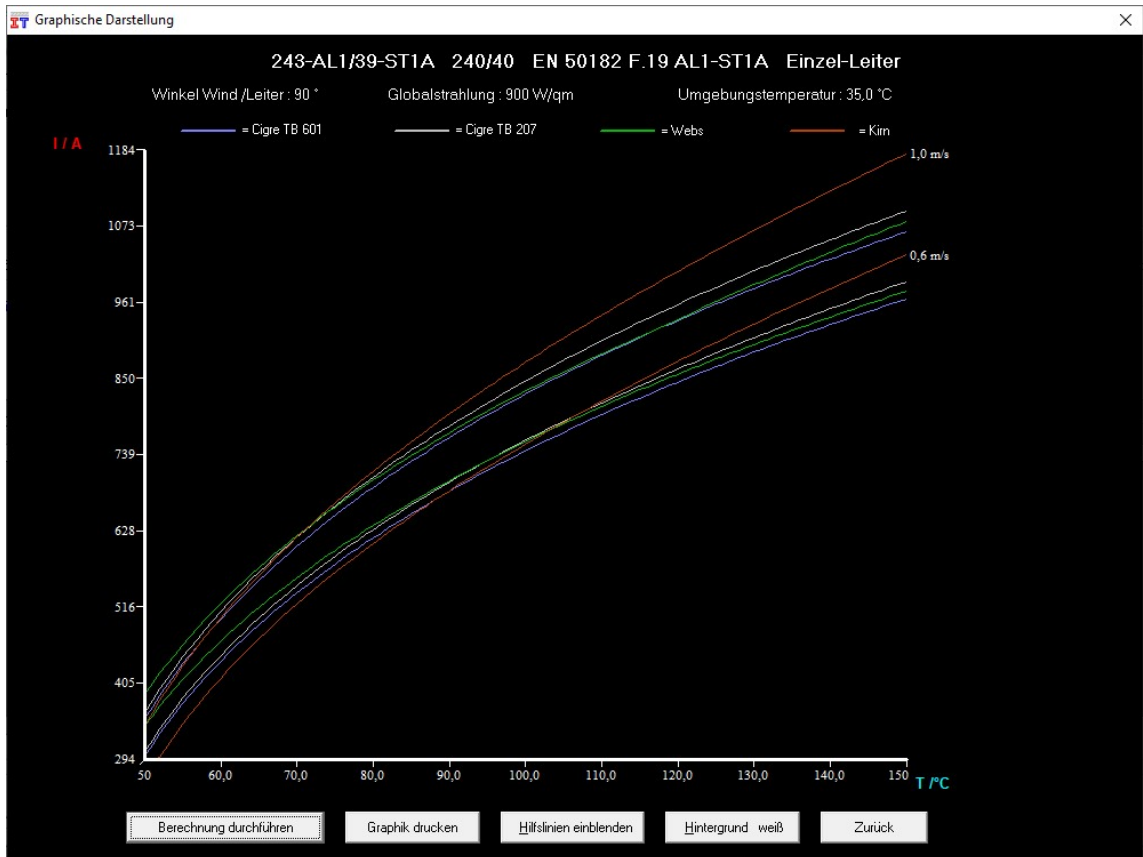 IT Graphische Darstellung
243-AL1/39-ST1A 240/40 EN 50182 F.19 AL1-ST1A Einzel-Leiter
Winkel Wind /Leiter : 90 ° Globalstrahlung : 900 W/qm Umgebungstemperatur : 35,0 °C
= Cigre TB 601 = Cigre TB 207 = Webs = Kirn
I / A
1184
1,0 m/s
1073
0,6 m/s
961
850
739
628
516
405
294
50 60,0 70,0 80,0 90,0 100,0 110,0 120,0 130,0 140,0 150
T /°C
Berechnung durchführen Graphik drucken Hilfslinien einblenden Hintergrund weiß Zurück